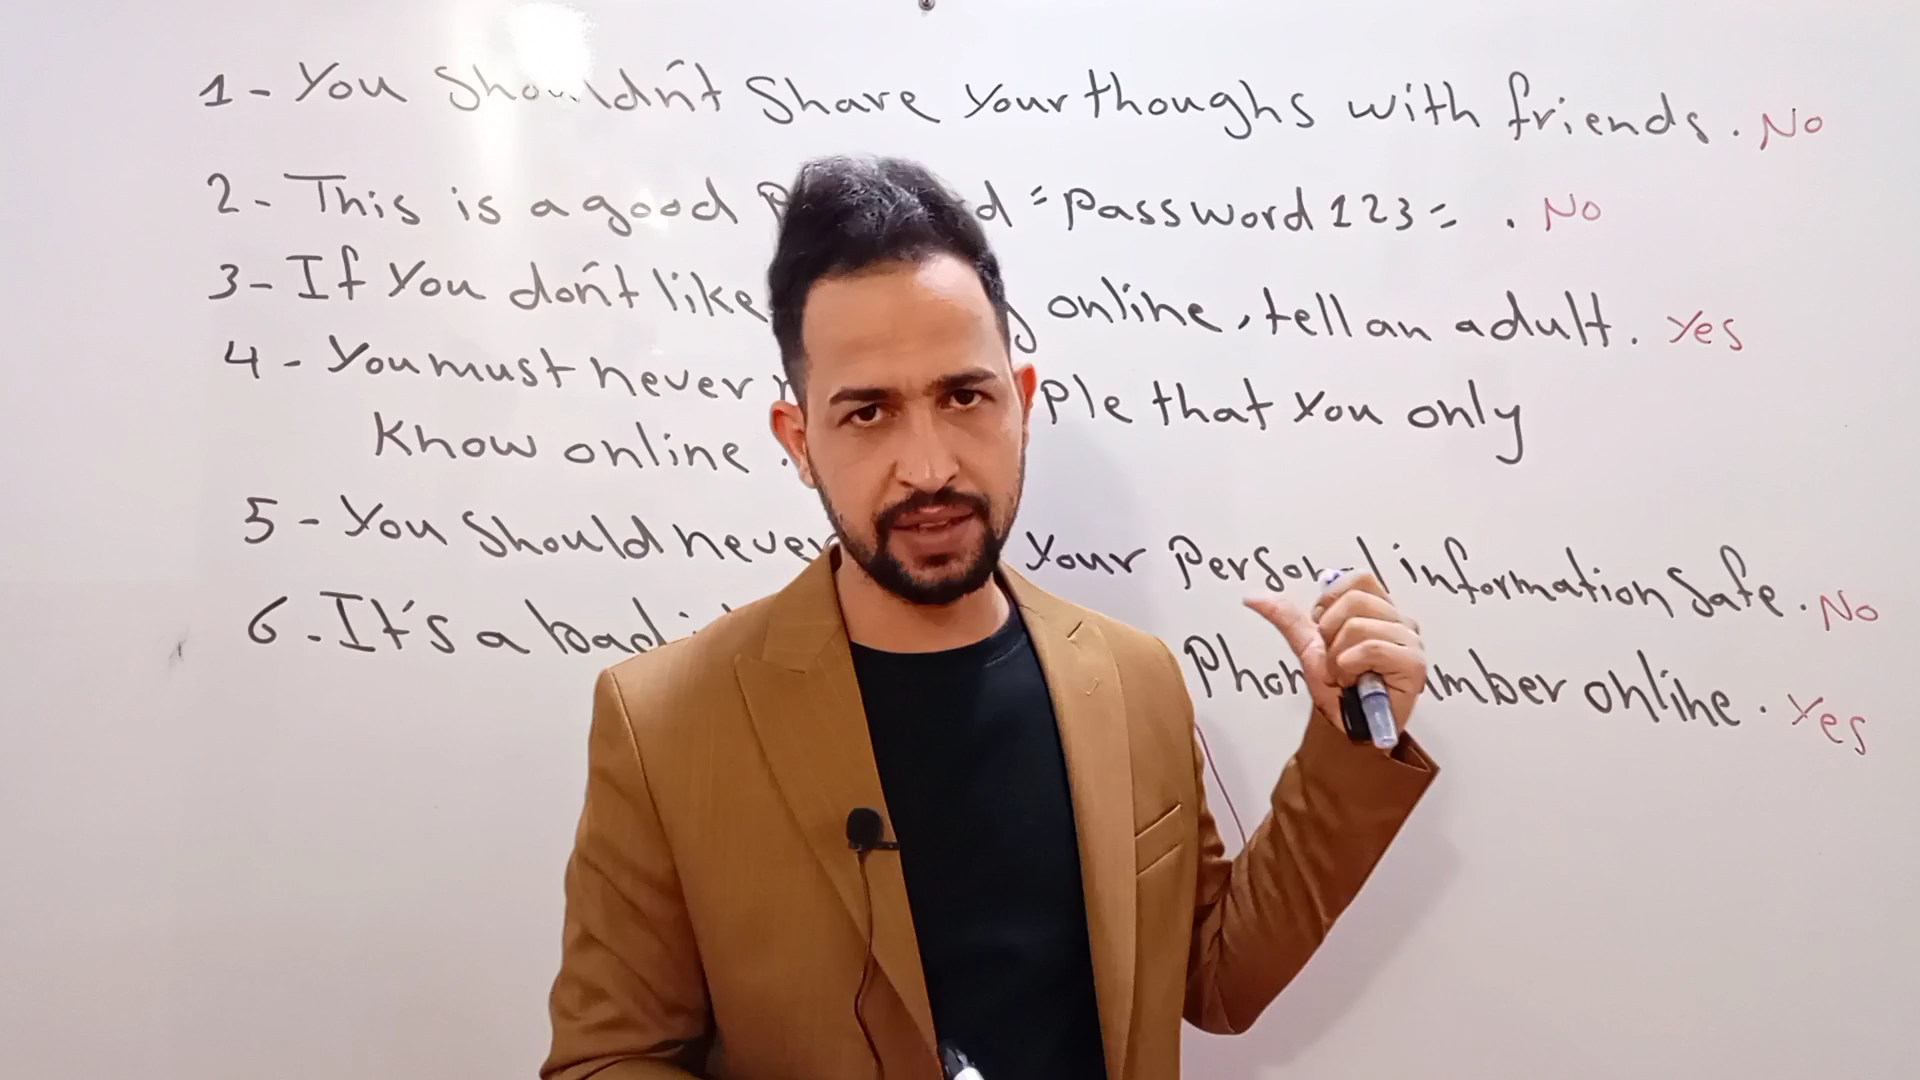 1 - You shouldn't share your thoughs with friends. No
2 - This is a good "Password 123" . No
3 - If you don't like online, tell an adult. Yes
4 - You must never that you only
know online.
5 - You should never your personal information safe. No
6 - It's a bad phone number online. Yes